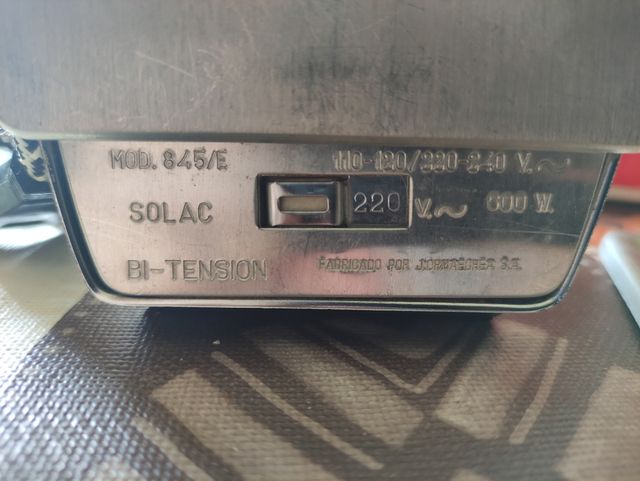 MOD. 845/E 110-120/220-240 V.~
SOLAC 220 V.~ 600 W.
BI-TENSION FABRICADO POR S.A.